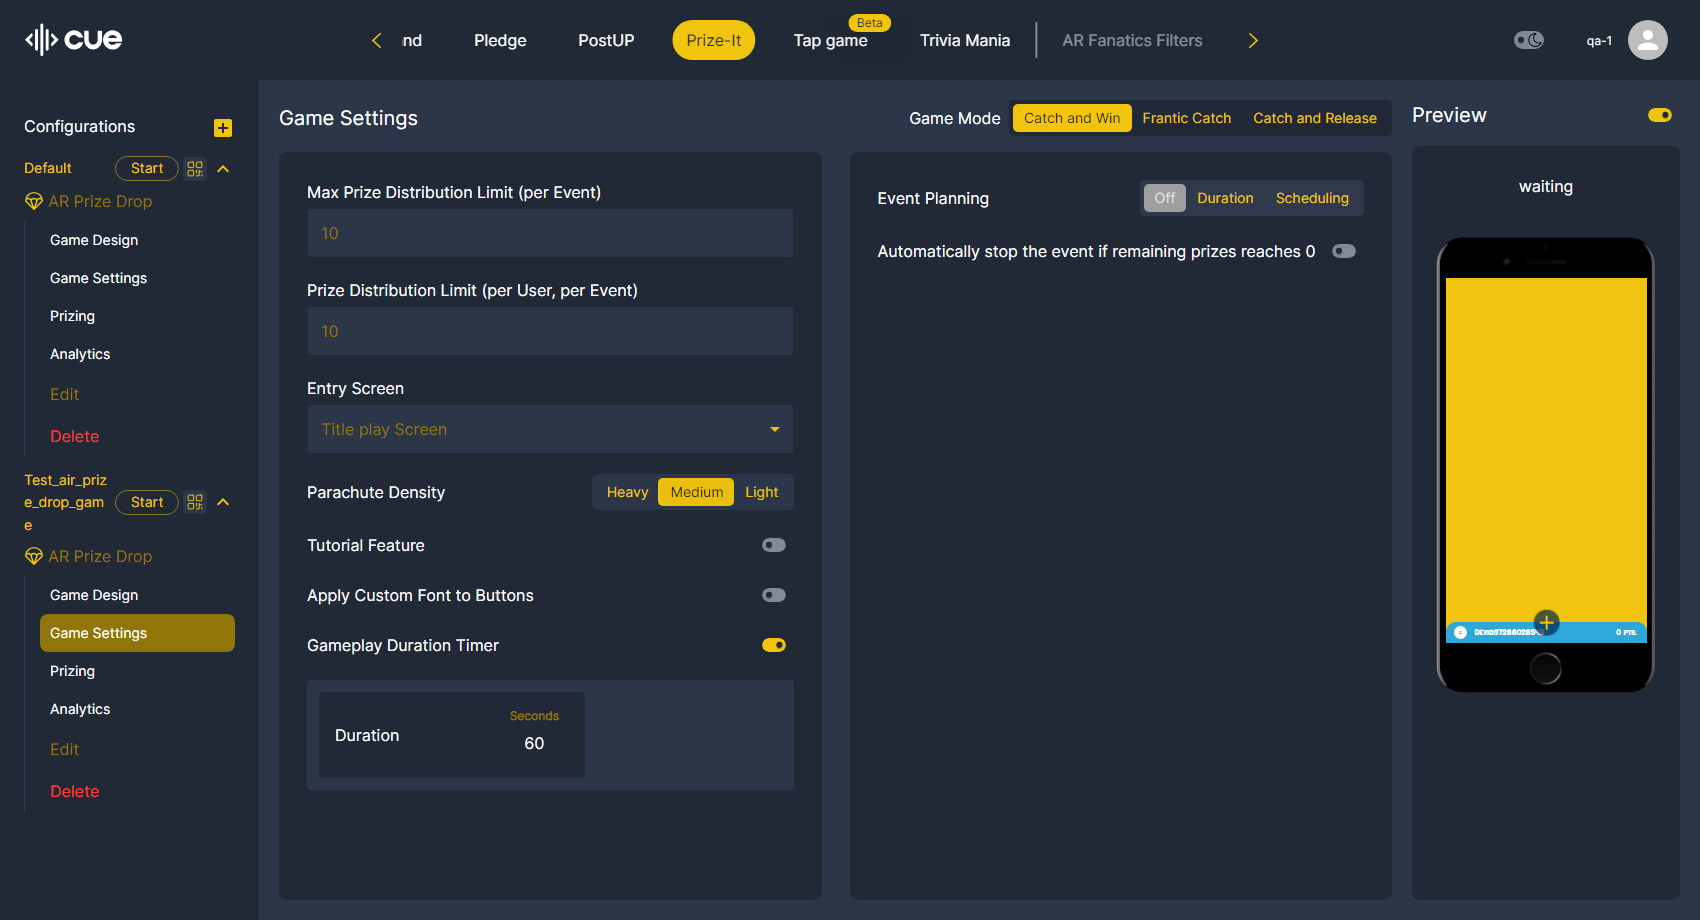 cue
nd
Pledge
PostUP
Prize-It
Beta
Tap game
Trivia Mania
AR Fanatics Filters
qa-1
Configurations
Default
Start
AR Prize Drop
Game Design
Game Settings
Prizing
Analytics
Edit
Delete
Test_air_priz
e_drop_gam
e
Start
AR Prize Drop
Game Design
Game Settings
Prizing
Analytics
Edit
Delete
Game Settings
Max Prize Distribution Limit (per Event)
10
Prize Distribution Limit (per User, per Event)
10
Entry Screen
Title play Screen
Parachute Density
Heavy
Medium
Light
Tutorial Feature
Apply Custom Font to Buttons
Gameplay Duration Timer
Duration
Seconds
60
Game Mode
Catch and Win
Frantic Catch
Catch and Release
Event Planning
Off
Duration
Scheduling
Automatically stop the event if remaining prizes reaches 0
Preview
waiting
0 PTS.